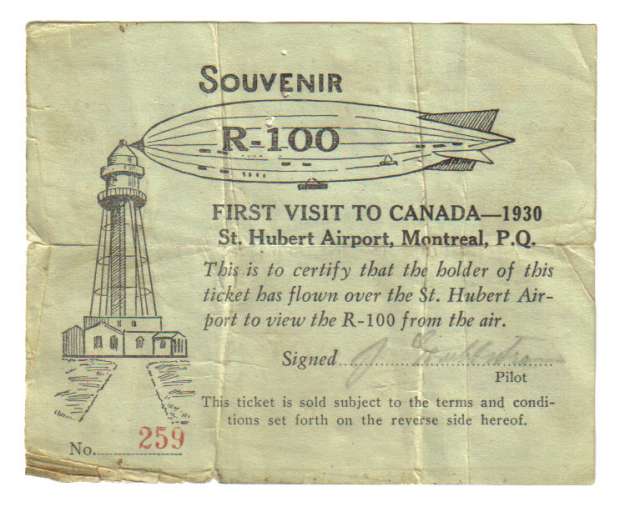 SOUVENIR
R-100
FIRST VISIT TO CANADA—1930
St. Hubert Airport, Montreal, P.Q.
This is to certify that the holder of this
ticket has flown over the St. Hubert Air-
port to view the R-100 from the air.
Signed
Pilot
This ticket is sold subject to the terms and condi-
tions set forth on the reverse side hereof.
No. 259